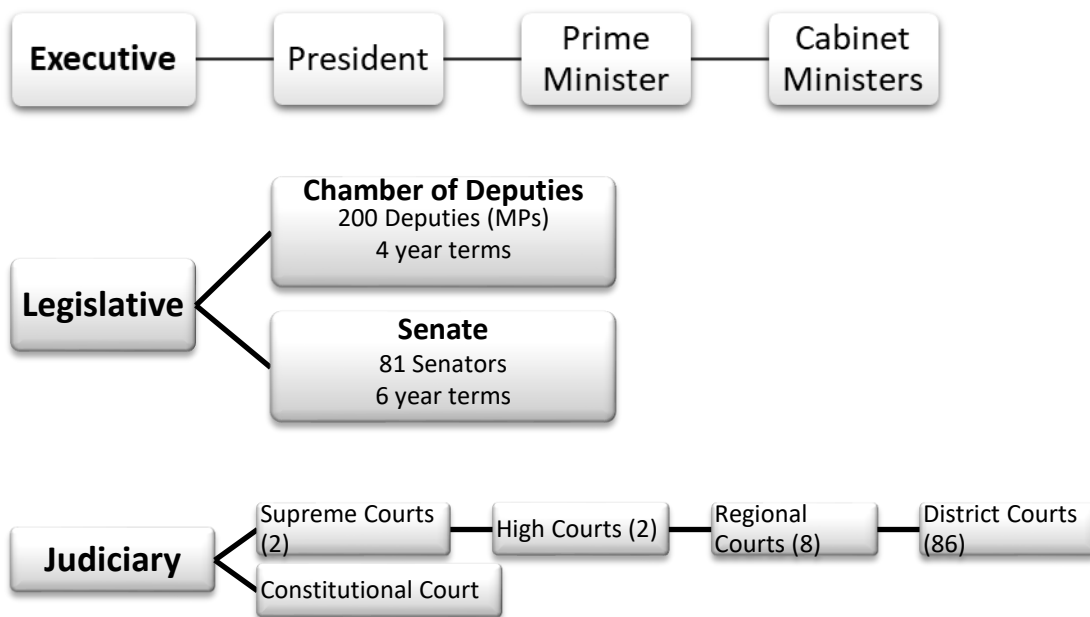 Executive
President
Prime
Minister
Cabinet
Ministers
Legislative
Chamber of Deputies
200 Deputies (MPs)
4 year terms
Senate
81 Senators
6 year terms
Judiciary
Supreme Courts
(2)
High Courts (2)
Regional
Courts (8)
District Courts
(86)
Constitutional Court